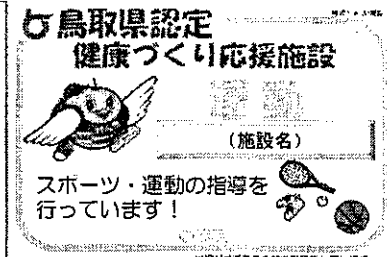 鳥取県認定
健康づくり応援施設
(施設名)
スポーツ・運動の指導を
行っています!